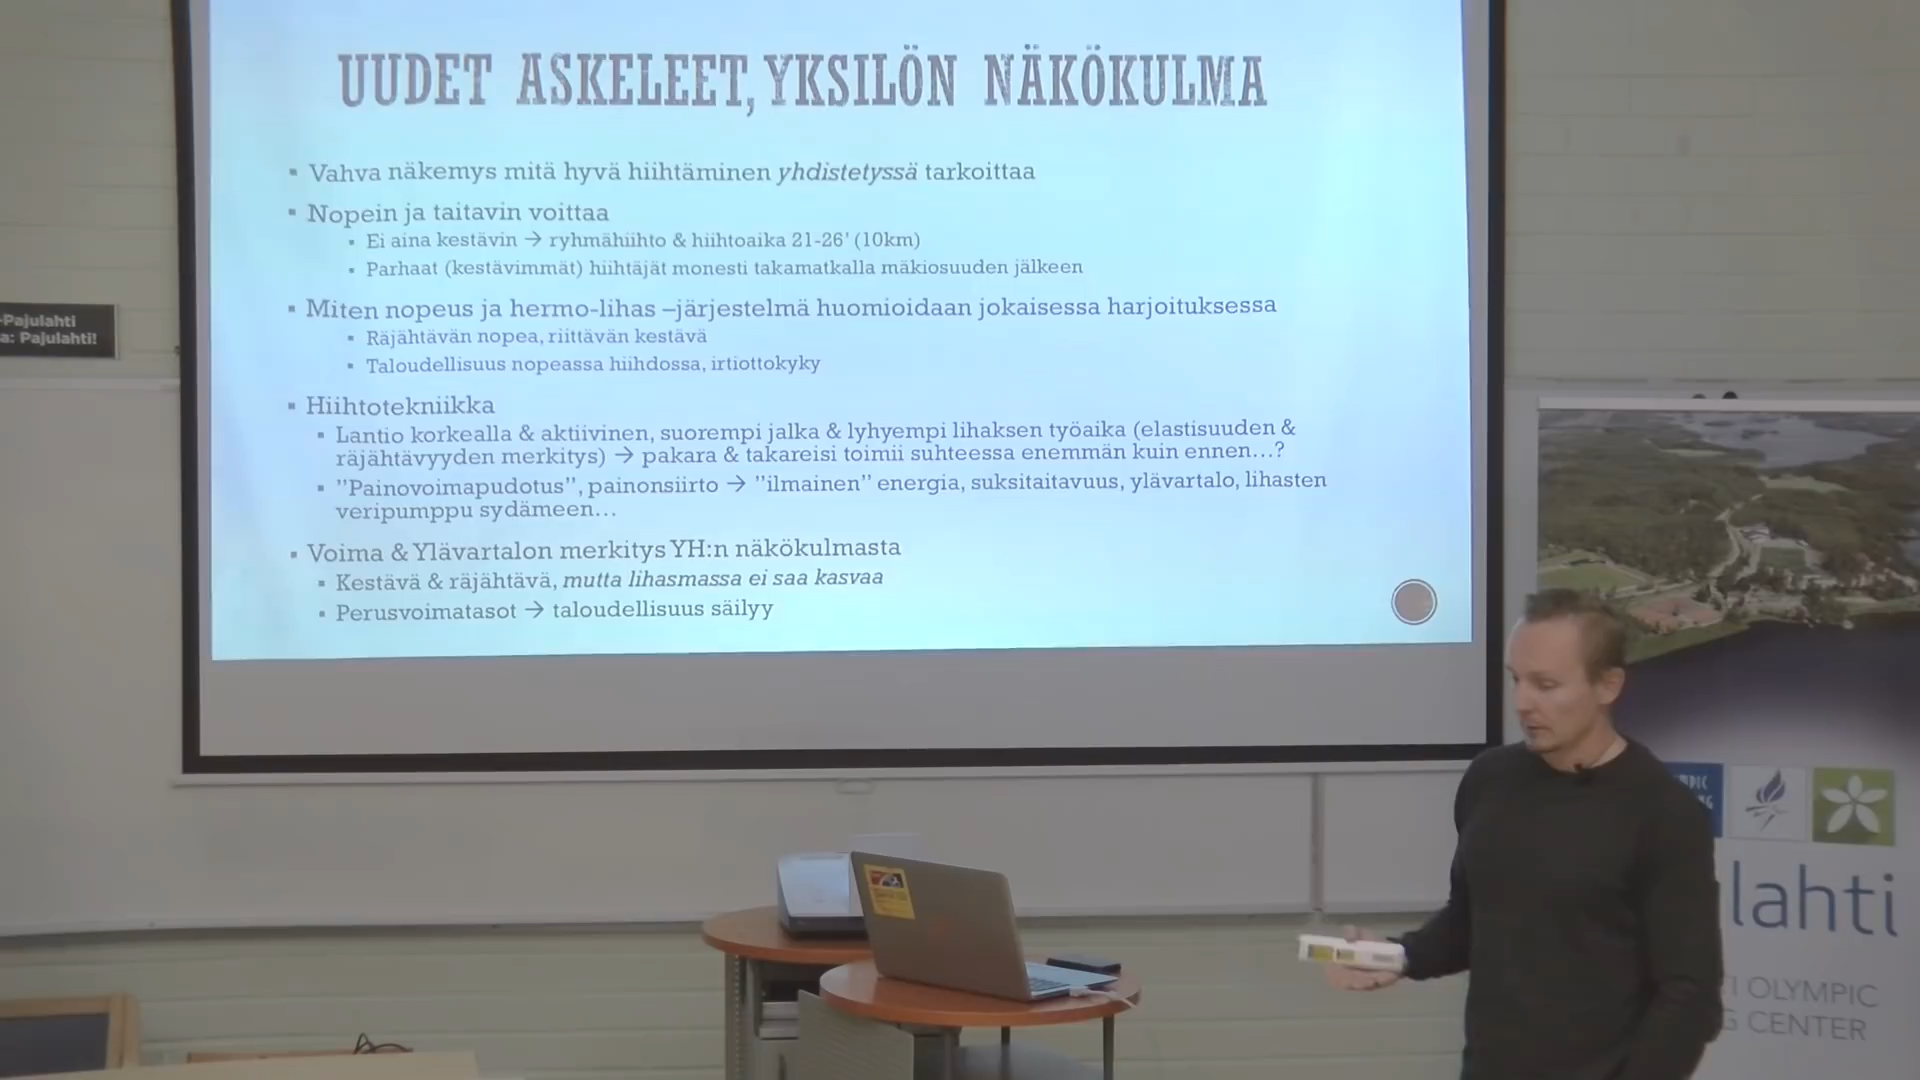 UUDET ASKELEET, YKSILÖN NÄKÖKULMA
▪ Vahva näkemys mitä hyvä hiihtäminen yhdistetyssä tarkoittaa
▪ Nopein ja taitavin voittaa
▪ Ei aina kestävin → ryhmähiihto & hiihtoaika 21-26' (10km)
▪ Parhaat (kestävimmät) hiihtäjät monesti takamatkalla mäkiosuuden jälkeen
▪ Miten nopeus ja hermo-lihas –järjestelmä huomioidaan jokaisessa harjoituksessa
▪ Räjähtävän nopea, riittävän kestävä
▪ Taloudellisuus nopeassa hiihdossa, irtiottokyky
▪ Hiihtotekniikka
▪ Lantio korkealla & aktiivinen, suorempi jalka & lyhyempi lihaksen työaika (elastisuuden &
räjähtävyyden merkitys) → pakara & takareisi toimii suhteessa enemmän kuin ennen…?
▪ "Painovoimapudotus", painonsiirto → "ilmainen" energia, suksitaitavuus, ylävartalo, lihasten
veripumppu sydämeen…
▪ Voima & Ylävartalon merkitys YH:n näkökulmasta
▪ Kestävä & räjähtävä, mutta lihasmassa ei saa kasvaa
▪ Perusvoimatasot → taloudellisuus säilyy
-Pajulahti
a: Pajulahti!
lahti
OLYMPIC
CENTER